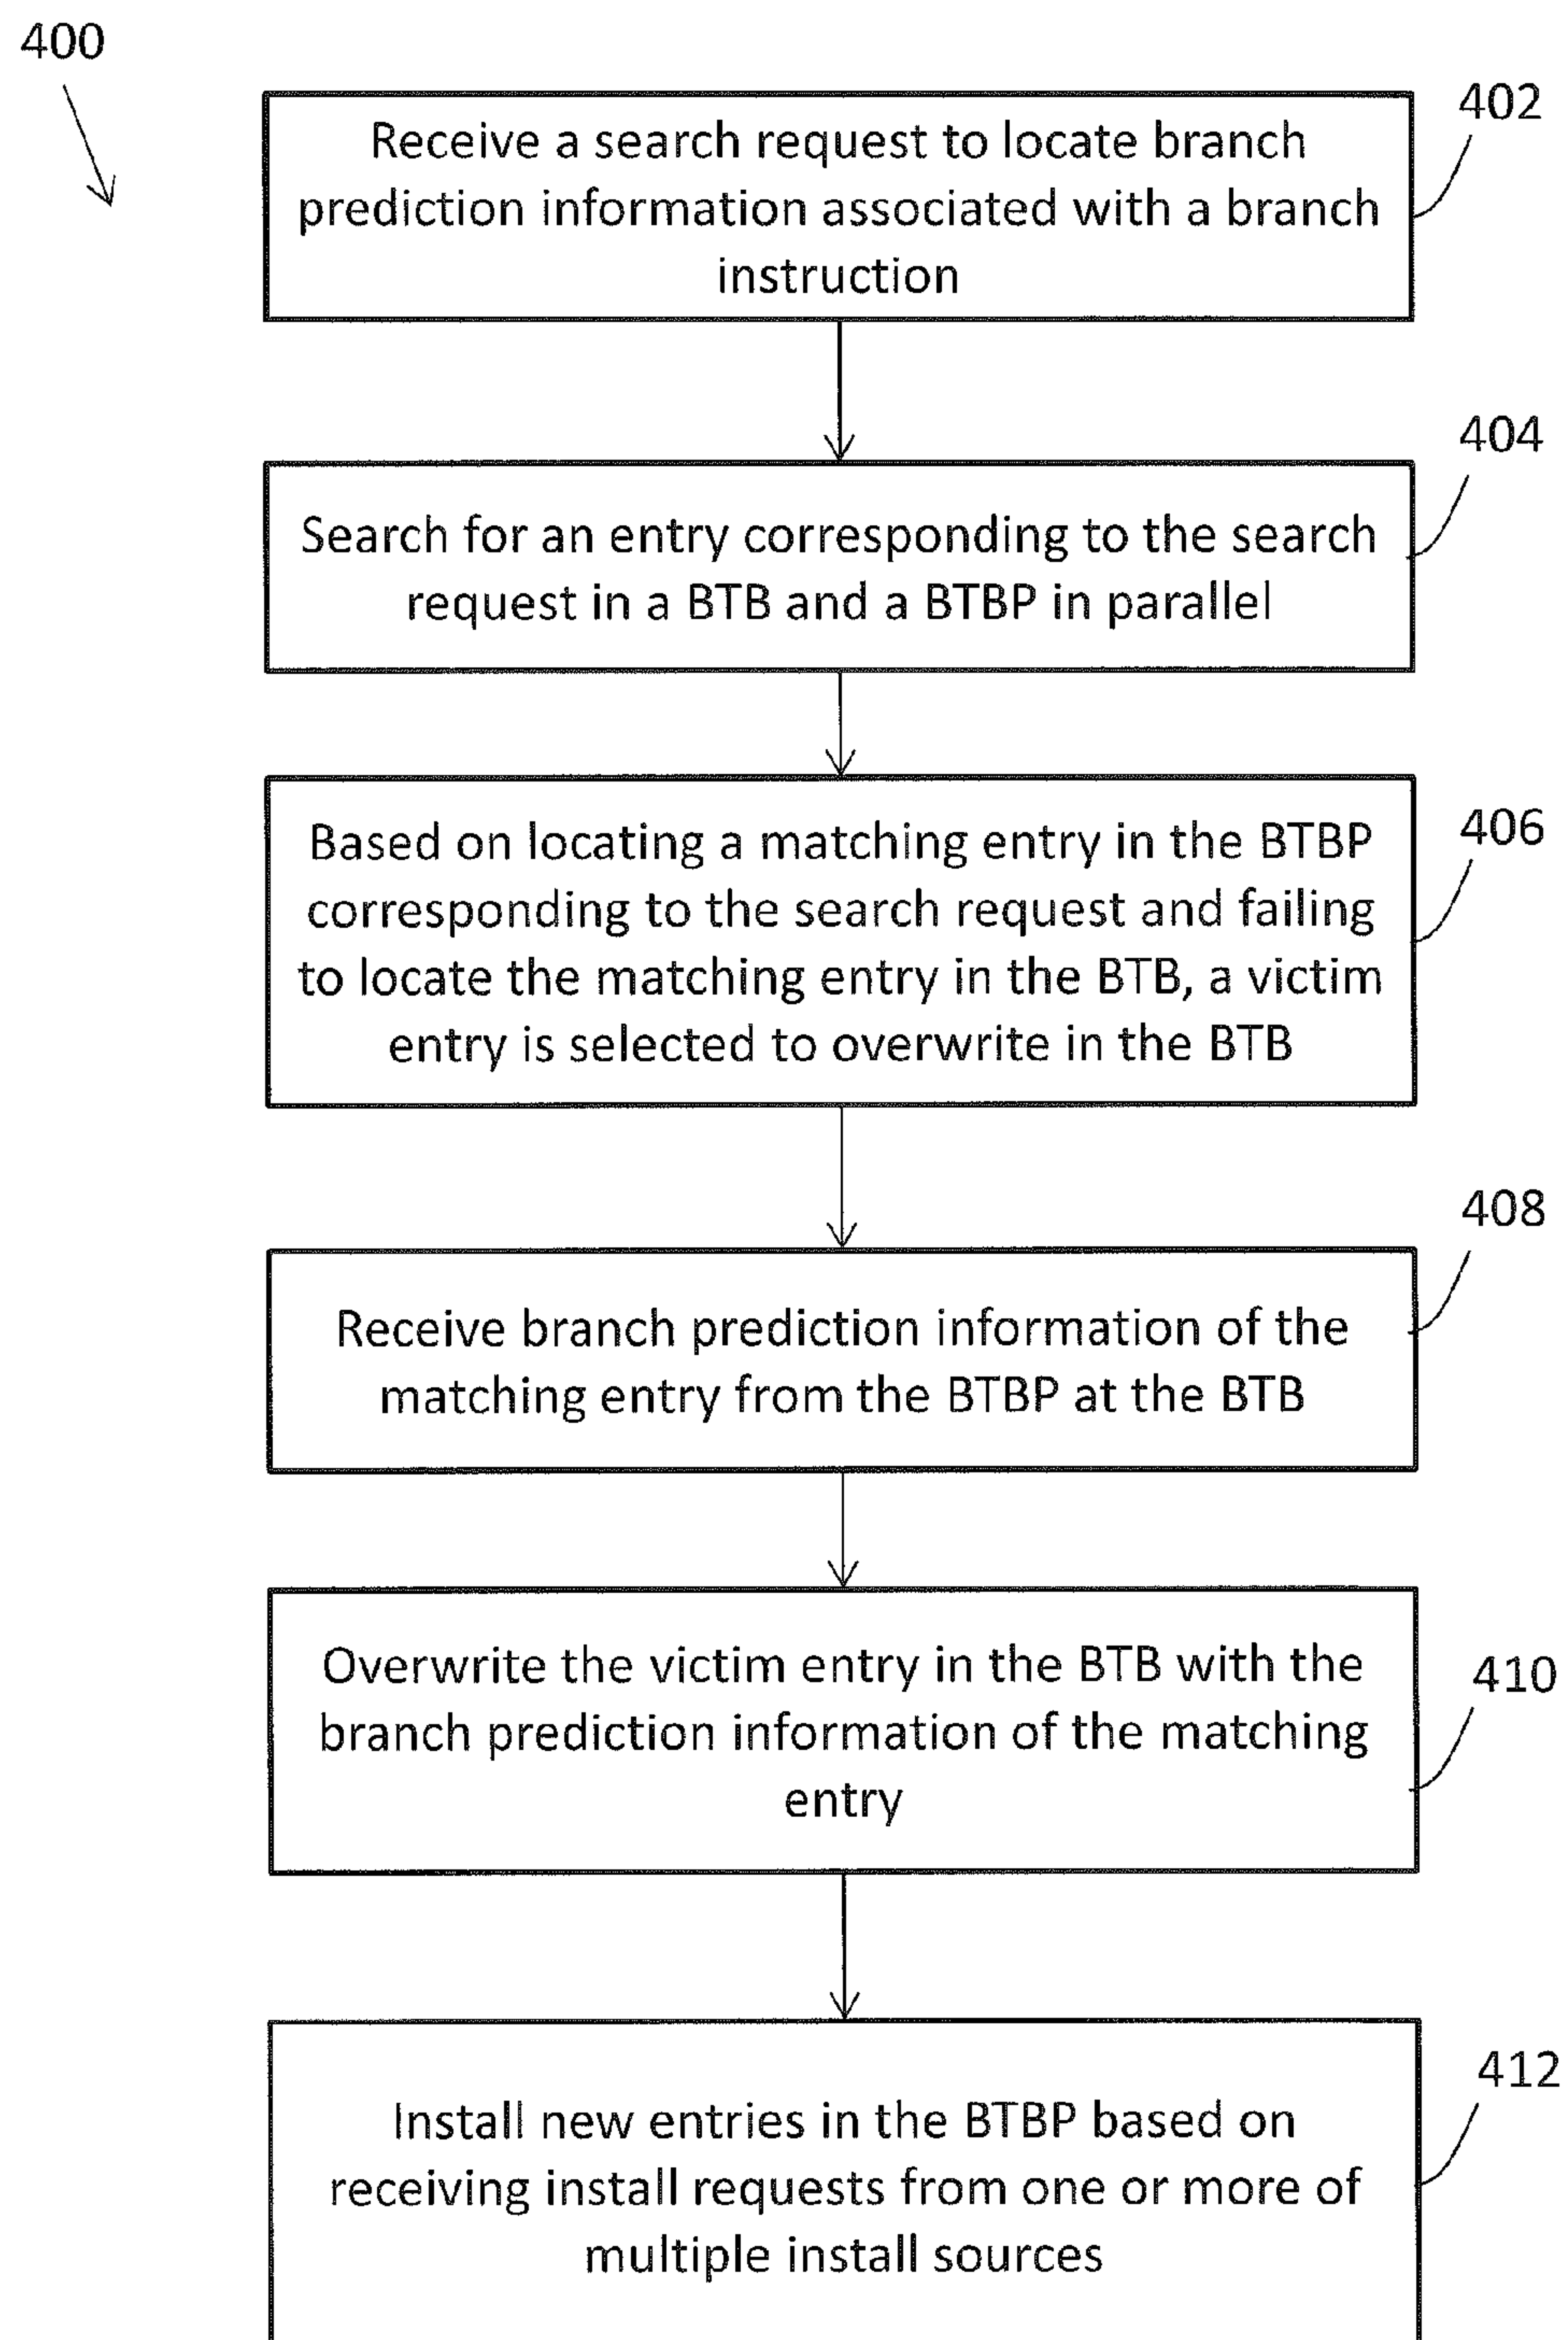 400
402
Receive a search request to locate branch
prediction information associated with a branch
instruction
404
Search for an entry corresponding to the search
request in a BTB and a BTBP in parallel
406
Based on locating a matching entry in the BTBP
corresponding to the search request and failing
to locate the matching entry in the BTB, a victim
entry is selected to overwrite in the BTB
408
Receive branch prediction information of the
matching entry from the BTBP at the BTB
410
Overwrite the victim entry in the BTB with the
branch prediction information of the matching
entry
412
Install new entries in the BTBP based on
receiving install requests from one or more of
multiple install sources